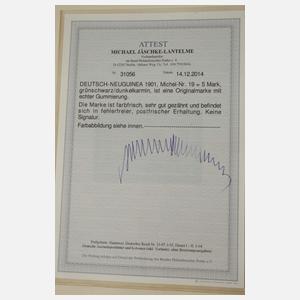 ATTEST
MICHAEL JÄSCHKE-LANTELME
Nr. 31056 Datum 14.12.2014
DEUTSCH-NEUGUINEA 1901, Michel-Nr. 19 = 5 Mark,
grünschwarz/dunkelkarmin, ist eine Originalmarke mit
echter Gummierung.
Die Marke ist farbfrisch, sehr gut gezähnt und befindet
sich in fehlerfreier, postfrischer Erhaltung. Keine
Signatur.
Farbabbildung siehe innen.